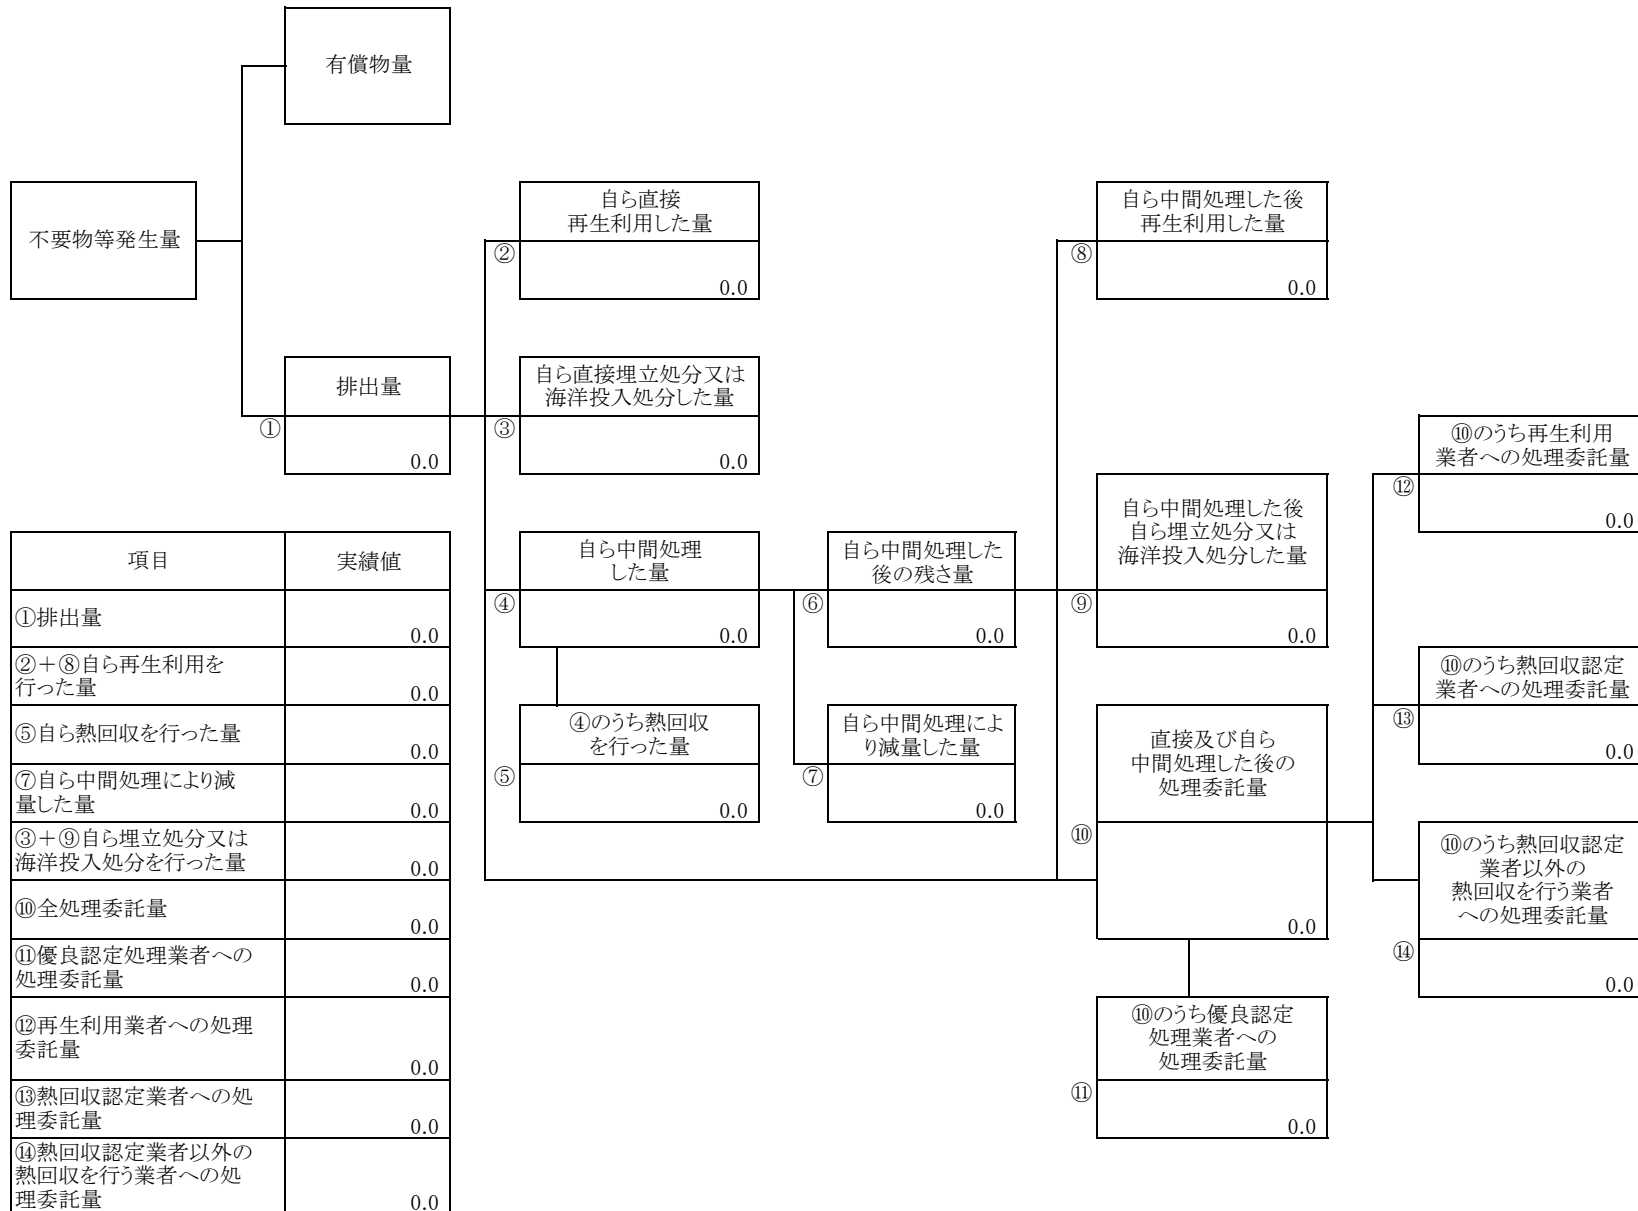 有償物量
不要物等発生量
①
排出量
0.0
②
自ら直接
再生利用した量
0.0
③
自ら直接埋立処分又は
海洋投入処分した量
0.0
④
自ら中間処理
した量
0.0
⑤
④のうち熱回収
を行った量
0.0
⑥
自ら中間処理した
後の残さ量
0.0
⑦
自ら中間処理によ
り減量した量
0.0
⑧
自ら中間処理した後
再生利用した量
0.0
⑨
自ら中間処理した後
自ら埋立処分又は
海洋投入処分した量
0.0
⑩
直接及び自ら
中間処理した後の
処理委託量
0.0
⑪
⑩のうち優良認定
処理業者への
処理委託量
0.0
⑫
⑩のうち再生利用
業者への処理委託量
0.0
⑬
⑩のうち熱回収認定
業者への処理委託量
0.0
⑭
⑩のうち熱回収認定
業者以外の
熱回収を行う業者
への処理委託量
0.0
項目 実績値
①排出量
0.0
②+⑧自ら再生利用を
行った量
0.0
⑤自ら熱回収を行った量
0.0
⑦自ら中間処理により減
量した量
0.0
③+⑨自ら埋立処分又は
海洋投入処分を行った量
0.0
⑩全処理委託量
0.0
⑪優良認定処理業者への
処理委託量
0.0
⑫再生利用業者への処理
委託量
0.0
⑬熱回収認定業者への処
理委託量
0.0
⑭熱回収認定業者以外の
熱回収を行う業者への処
理委託量
0.0